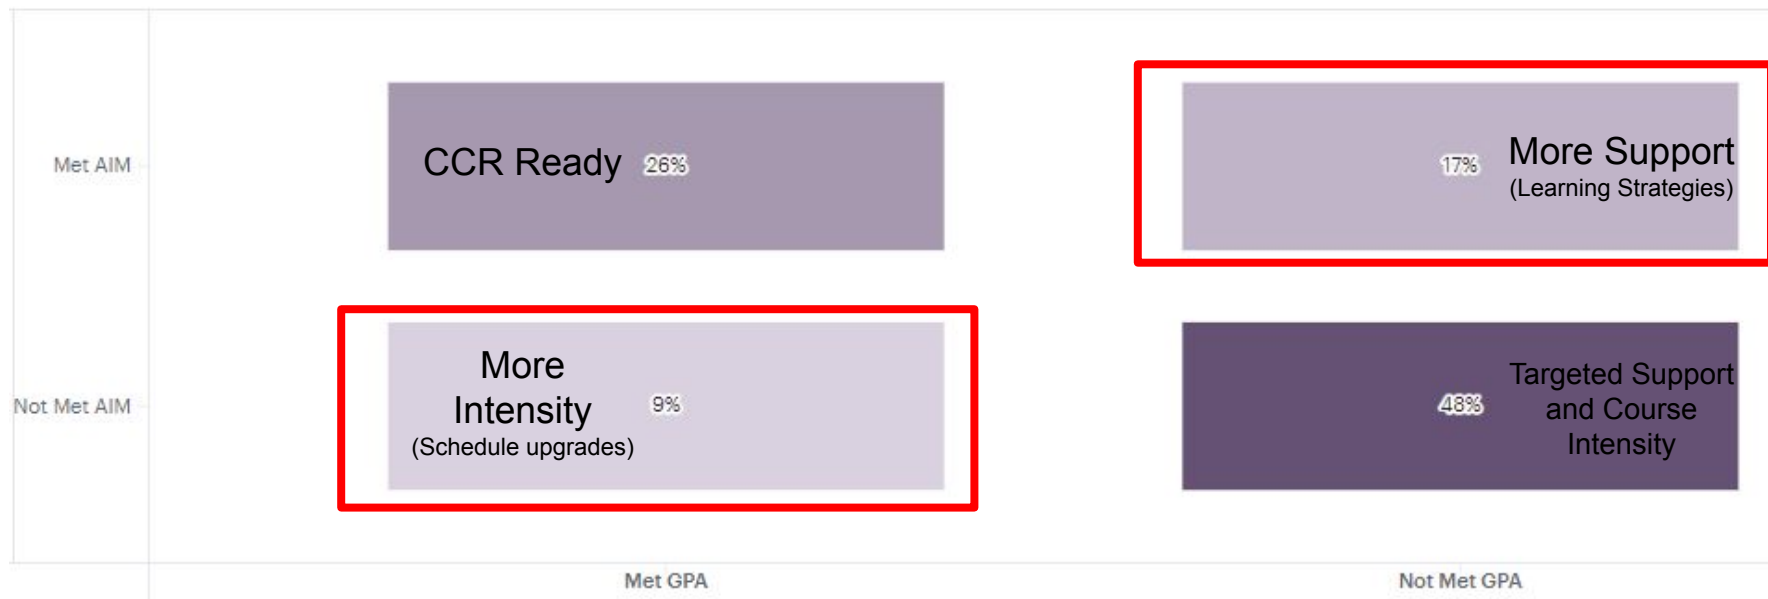 Met AIM
CCR Ready
26%
17%
More Support
(Learning Strategies)
Not Met AIM
More
Intensity
(Schedule upgrades)
9%
48%
Targeted Support
and Course
Intensity
Met GPA
Not Met GPA